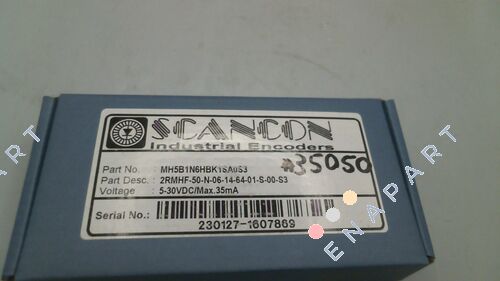 SCANCON
Industrial Encoders
Part No. : MH5B1N6HBK1SA0S3
Part Desc. : 2RMHF-50-N-06-14-64-01-S-00-S3
Voltage : 5-30VDC/Max.35mA
#35050
Serial No.:
230127-1607869
ENAPART
ENAPART